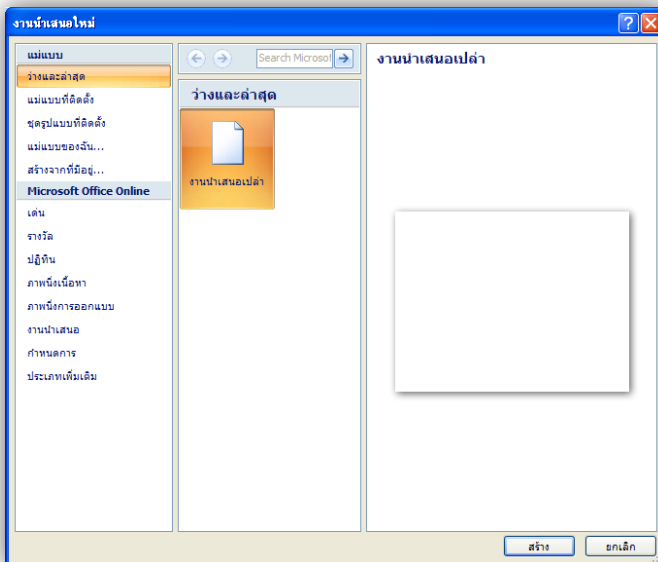 งานนำเสนอใหม่
แม่แบบ
ว่างและล่าสุด
แม่แบบที่ติดตั้ง
ชุดรูปแบบที่ติดตั้ง
แม่แบบของฉัน...
สร้างจากที่มีอยู่...
Microsoft Office Online
เด่น
รางวัล
ปฏิทิน
ภาพนิ่งเนื้อหา
ภาพนิ่งการออกแบบ
งานนำเสนอ
กำหนดการ
ประเภทเพิ่มเติม
Search Microsof
ว่างและล่าสุด
งานนำเสนอเปล่า
งานนำเสนอเปล่า
สร้าง
ยกเลิก